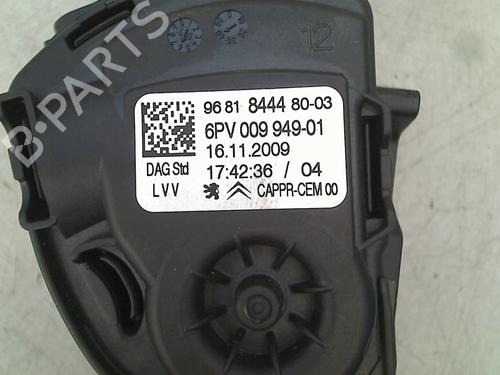 B-PARTS
12
96 81 8444 80-03
6PV 009 949-01
16.11.2009
DAG Std 17:42:36 / 04
LVV CAPPR-CEM 00